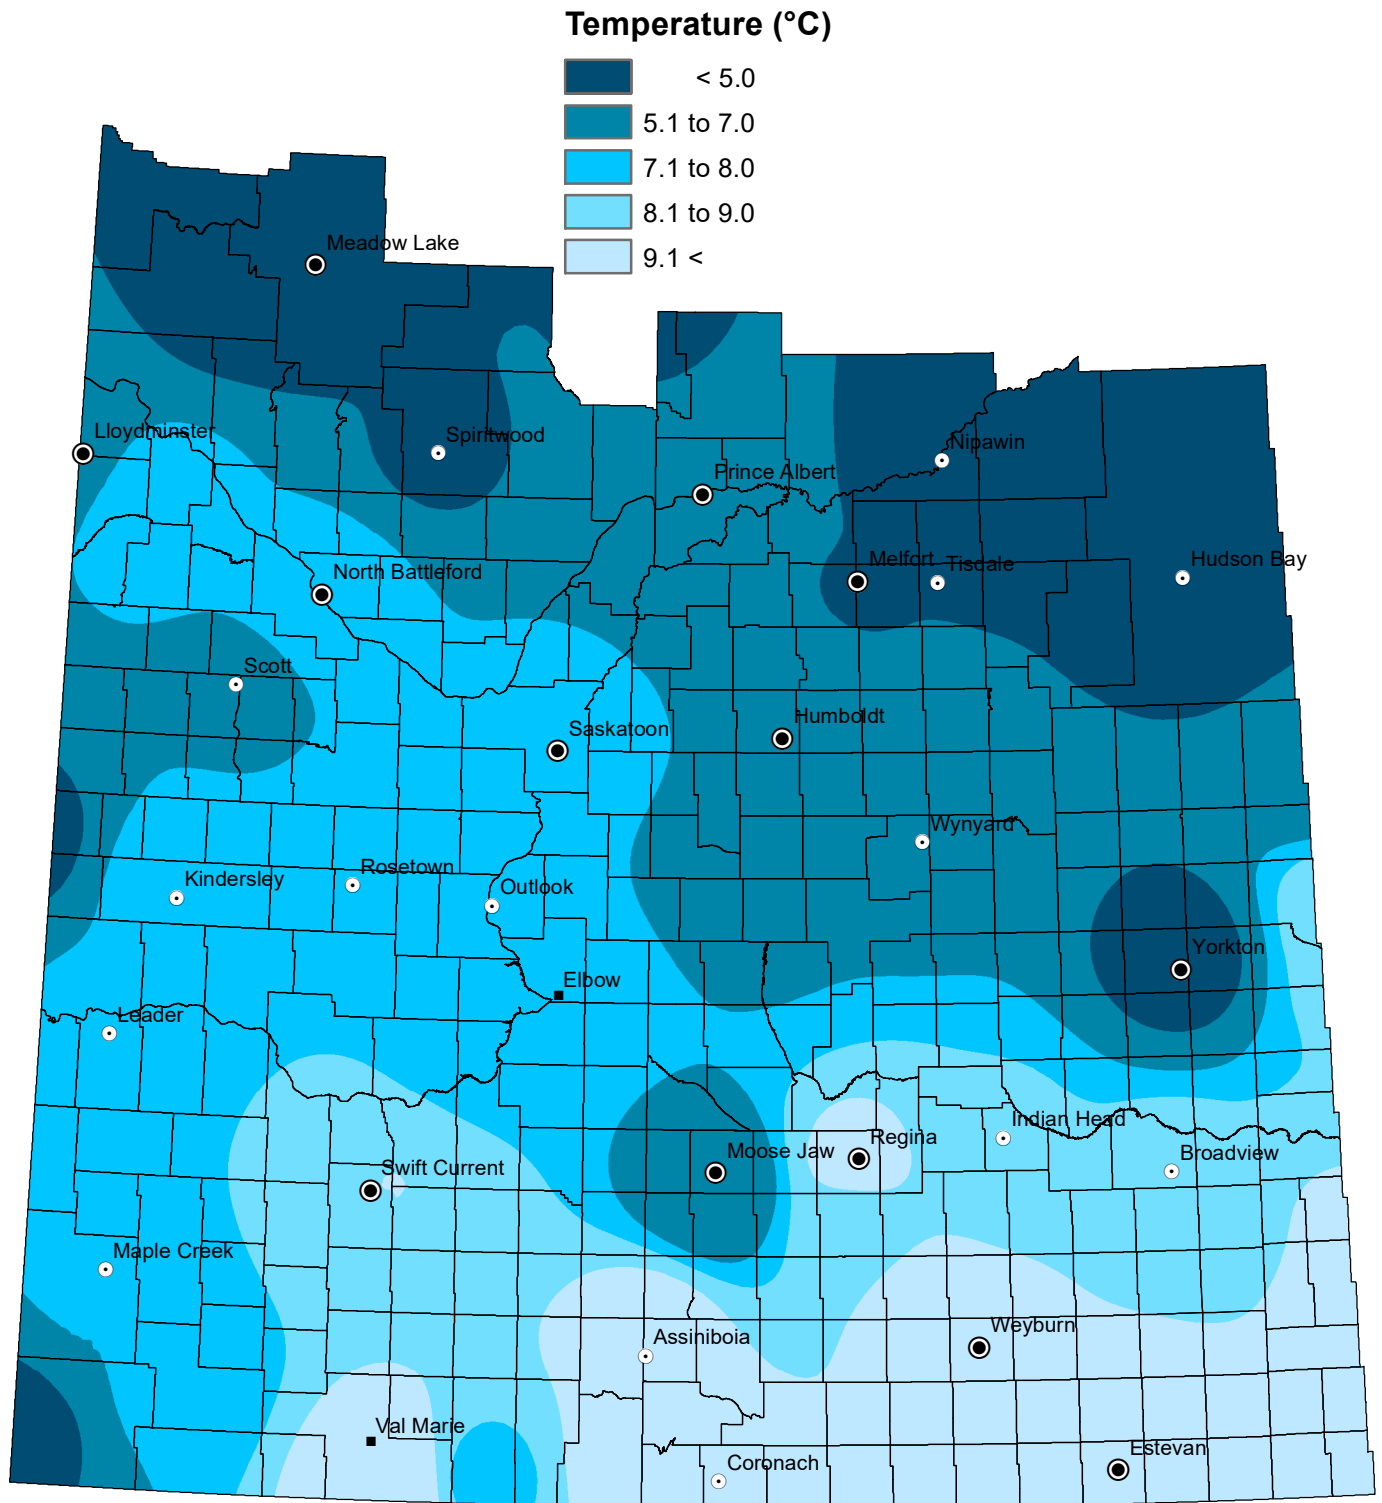 Temperature (°C)
< 5.0
5.1 to 7.0
7.1 to 8.0
8.1 to 9.0
9.1 <
Meadow Lake
Lloydminster
Spiritwood
Nipawin
Prince Albert
Melfort
Tisdale
Hudson Bay
North Battleford
Scott
Humboldt
Saskatoon
Wynyard
Rosetown
Kindersley
Outlook
Yorkton
Elbow
Leader
Indian Head
Regina
Moose Jaw
Broadview
Swift Current
Maple Creek
Weyburn
Assiniboia
Val Marie
Estevan
Coronach